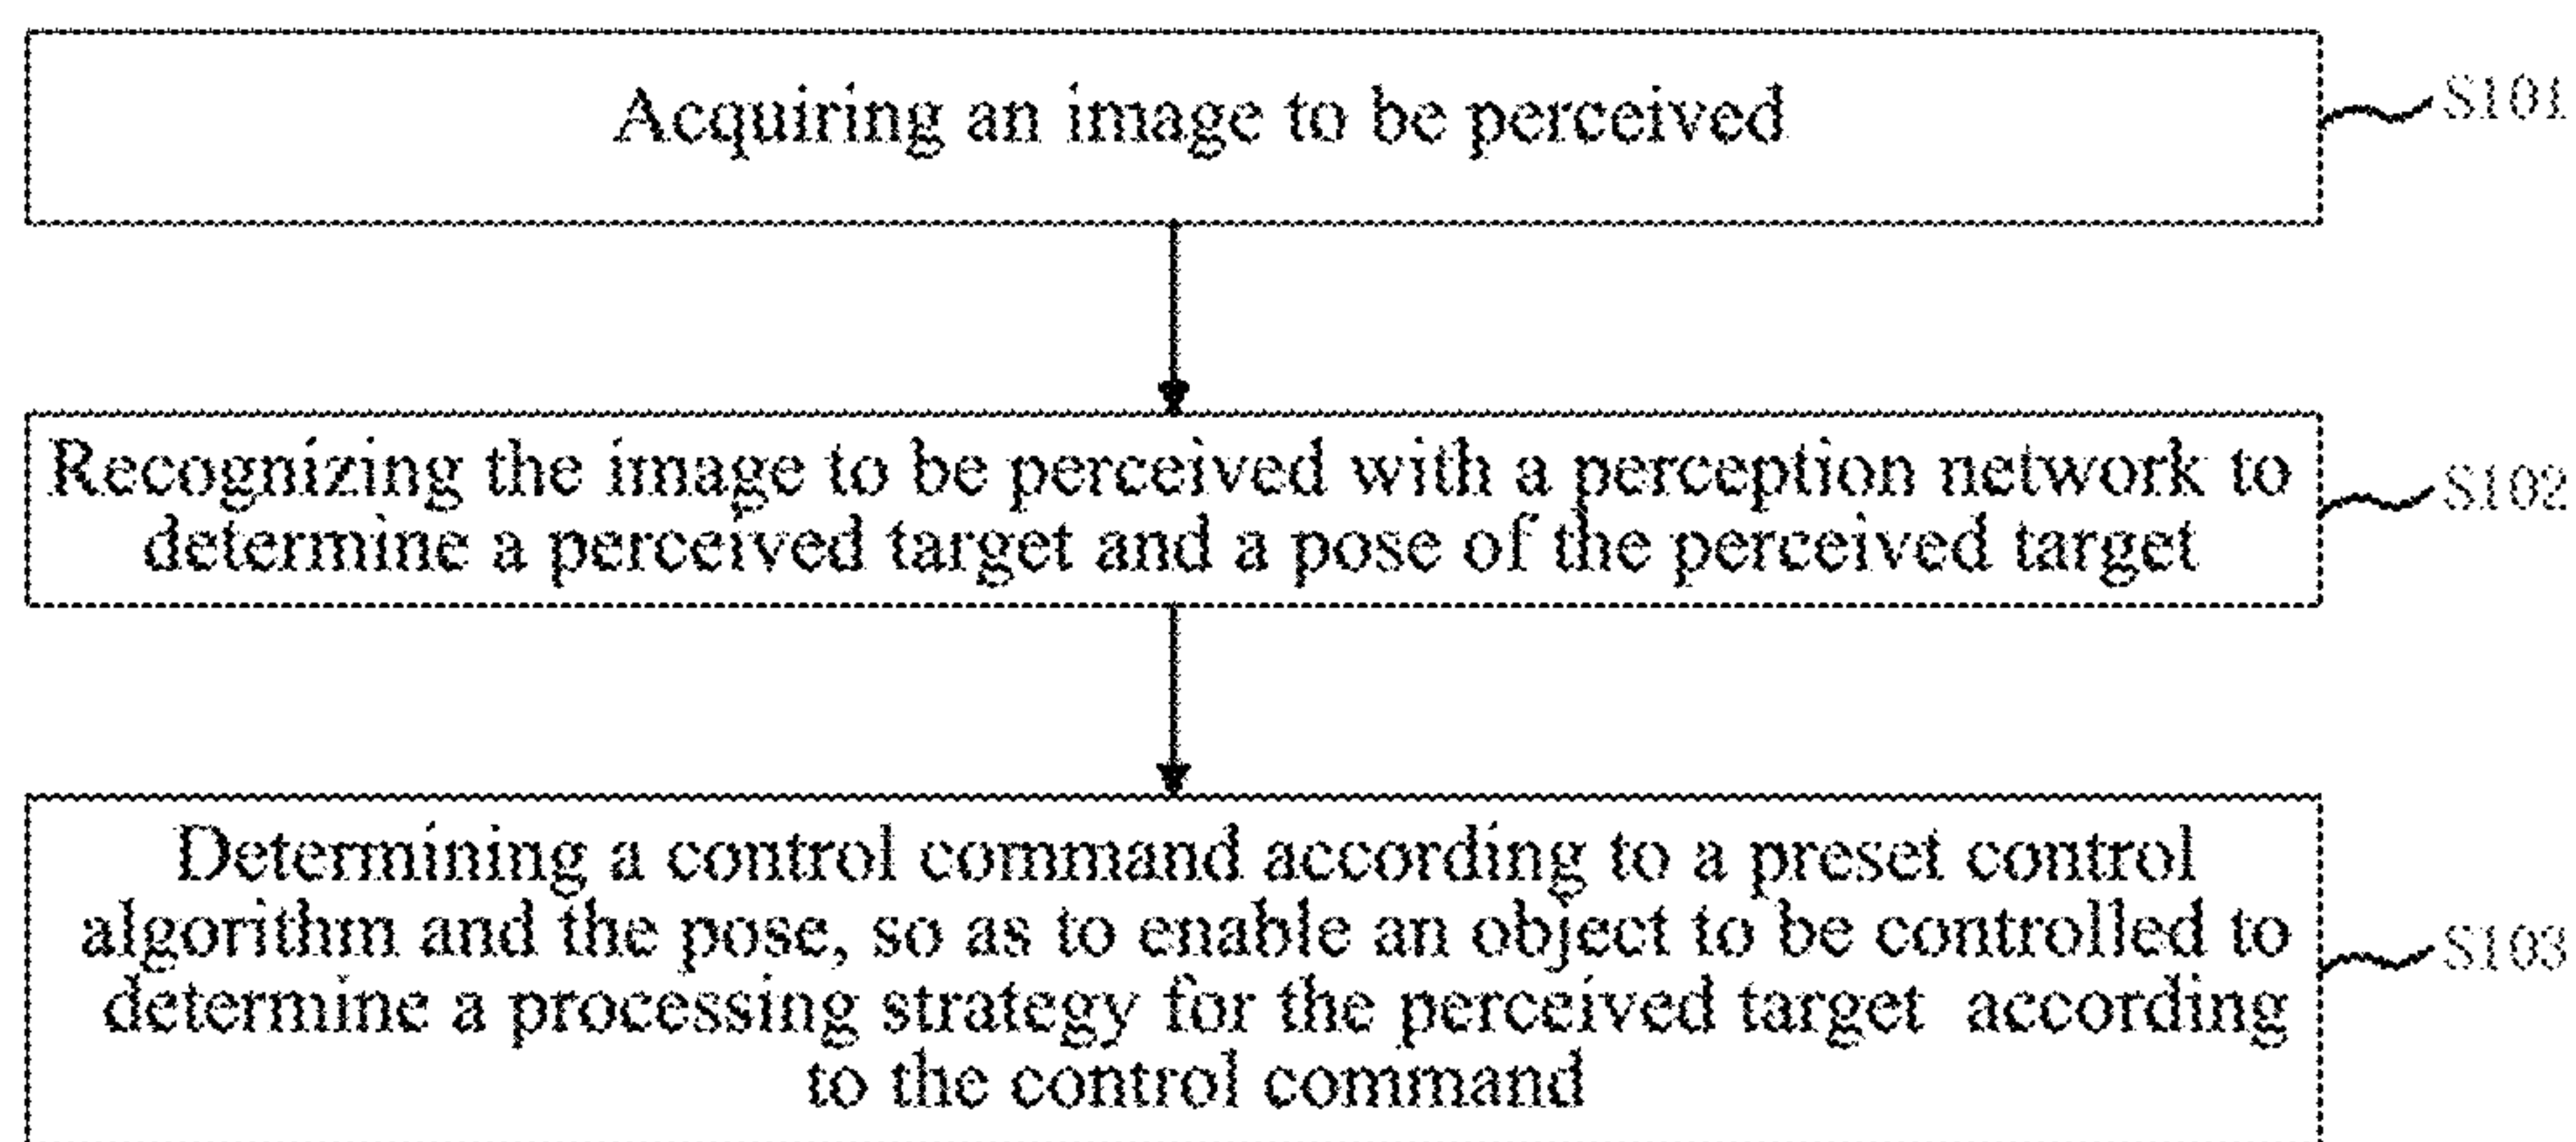 Acquiring an image to be perceived
S101
Recognizing the image to be perceived with a perception network to
determine a perceived target and a pose of the perceived target
S102
Determining a control command according to a preset control
algorithm and the pose, so as to enable an object to be controlled to
determine a processing strategy for the perceived target according
to the control command
S103